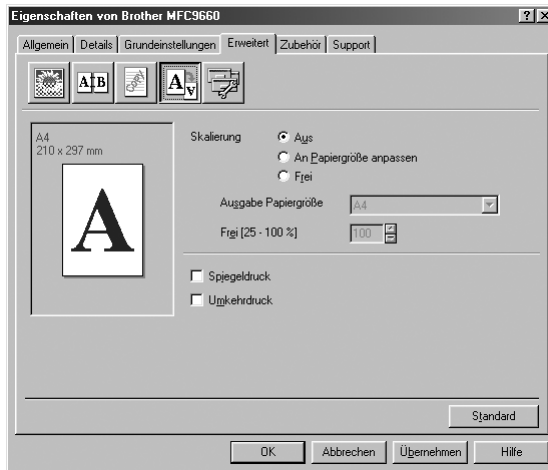 Eigenschaften von Brother MFC9660
Allgemein Details Grundeinstellungen Erweitert Zubehör Support
A B
Copy
A A
A4
210 x 297 mm
A
Skalierung Aus
An Papiergröße anpassen
Frei
Ausgabe Papiergröße A4
Frei [25 - 100 %] 100
Spiegeldruck
Umkehrdruck
Standard
OK Abbrechen Übernehmen Hilfe